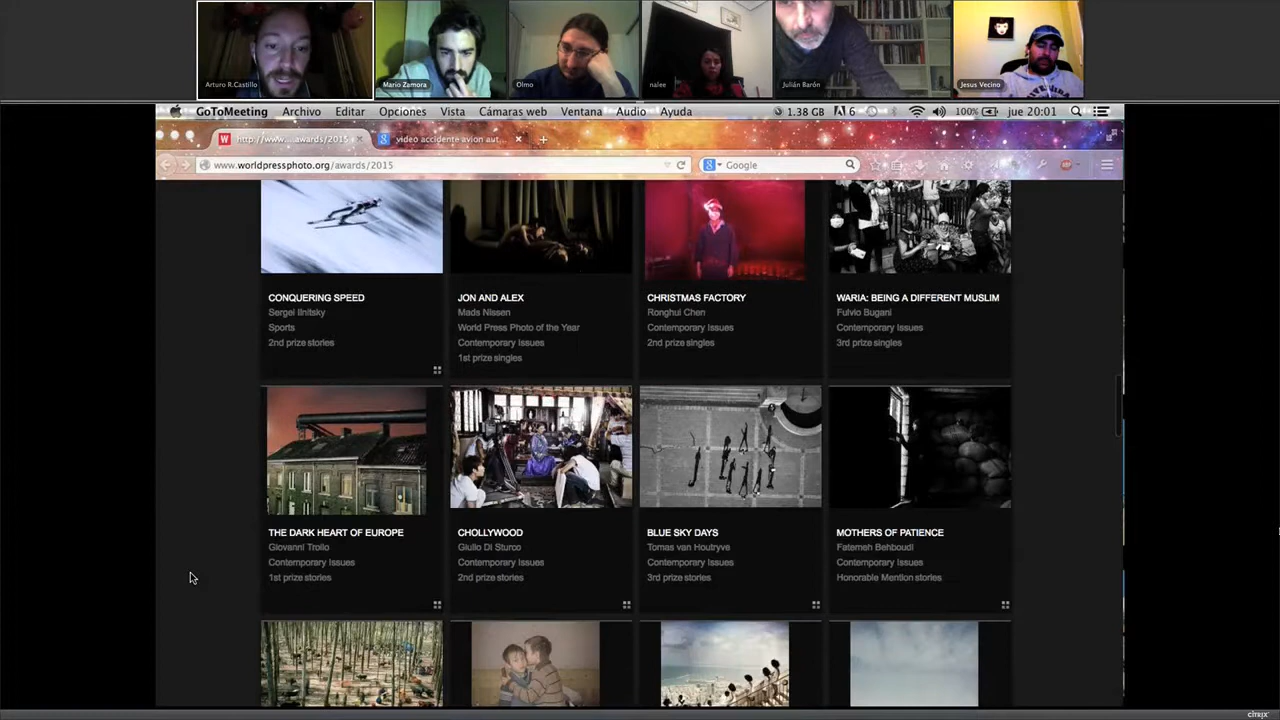 Arturo R.Castillo
Mario Zamora
Olmo
nalee
Julián Barón
Jesus Vecino
GoToMeeting Archivo Editar Opciones Vista Cámaras web Ventana Audio Ayuda 1.38 GB 6 100% jue 20:01
http://www....awards/2015 video accidente avion aut...
www.worldpressphoto.org/awards/2015 Google
CONQUERING SPEED
Sergei Ilnitsky
Sports
2nd prize stories
JON AND ALEX
Mads Nissen
World Press Photo of the Year
Contemporary Issues
1st prize singles
CHRISTMAS FACTORY
Ronghui Chen
Contemporary Issues
2nd prize singles
WARIA: BEING A DIFFERENT MUSLIM
Fulvio Bugani
Contemporary Issues
3rd prize singles
THE DARK HEART OF EUROPE
Giovanni Troilo
Contemporary Issues
1st prize stories
CHOLLYWOOD
Giulio Di Sturco
Contemporary Issues
2nd prize stories
BLUE SKY DAYS
Tomas van Houtryve
Contemporary Issues
3rd prize stories
MOTHERS OF PATIENCE
Fatemeh Behboudi
Contemporary Issues
Honorable Mention stories
CITRIX